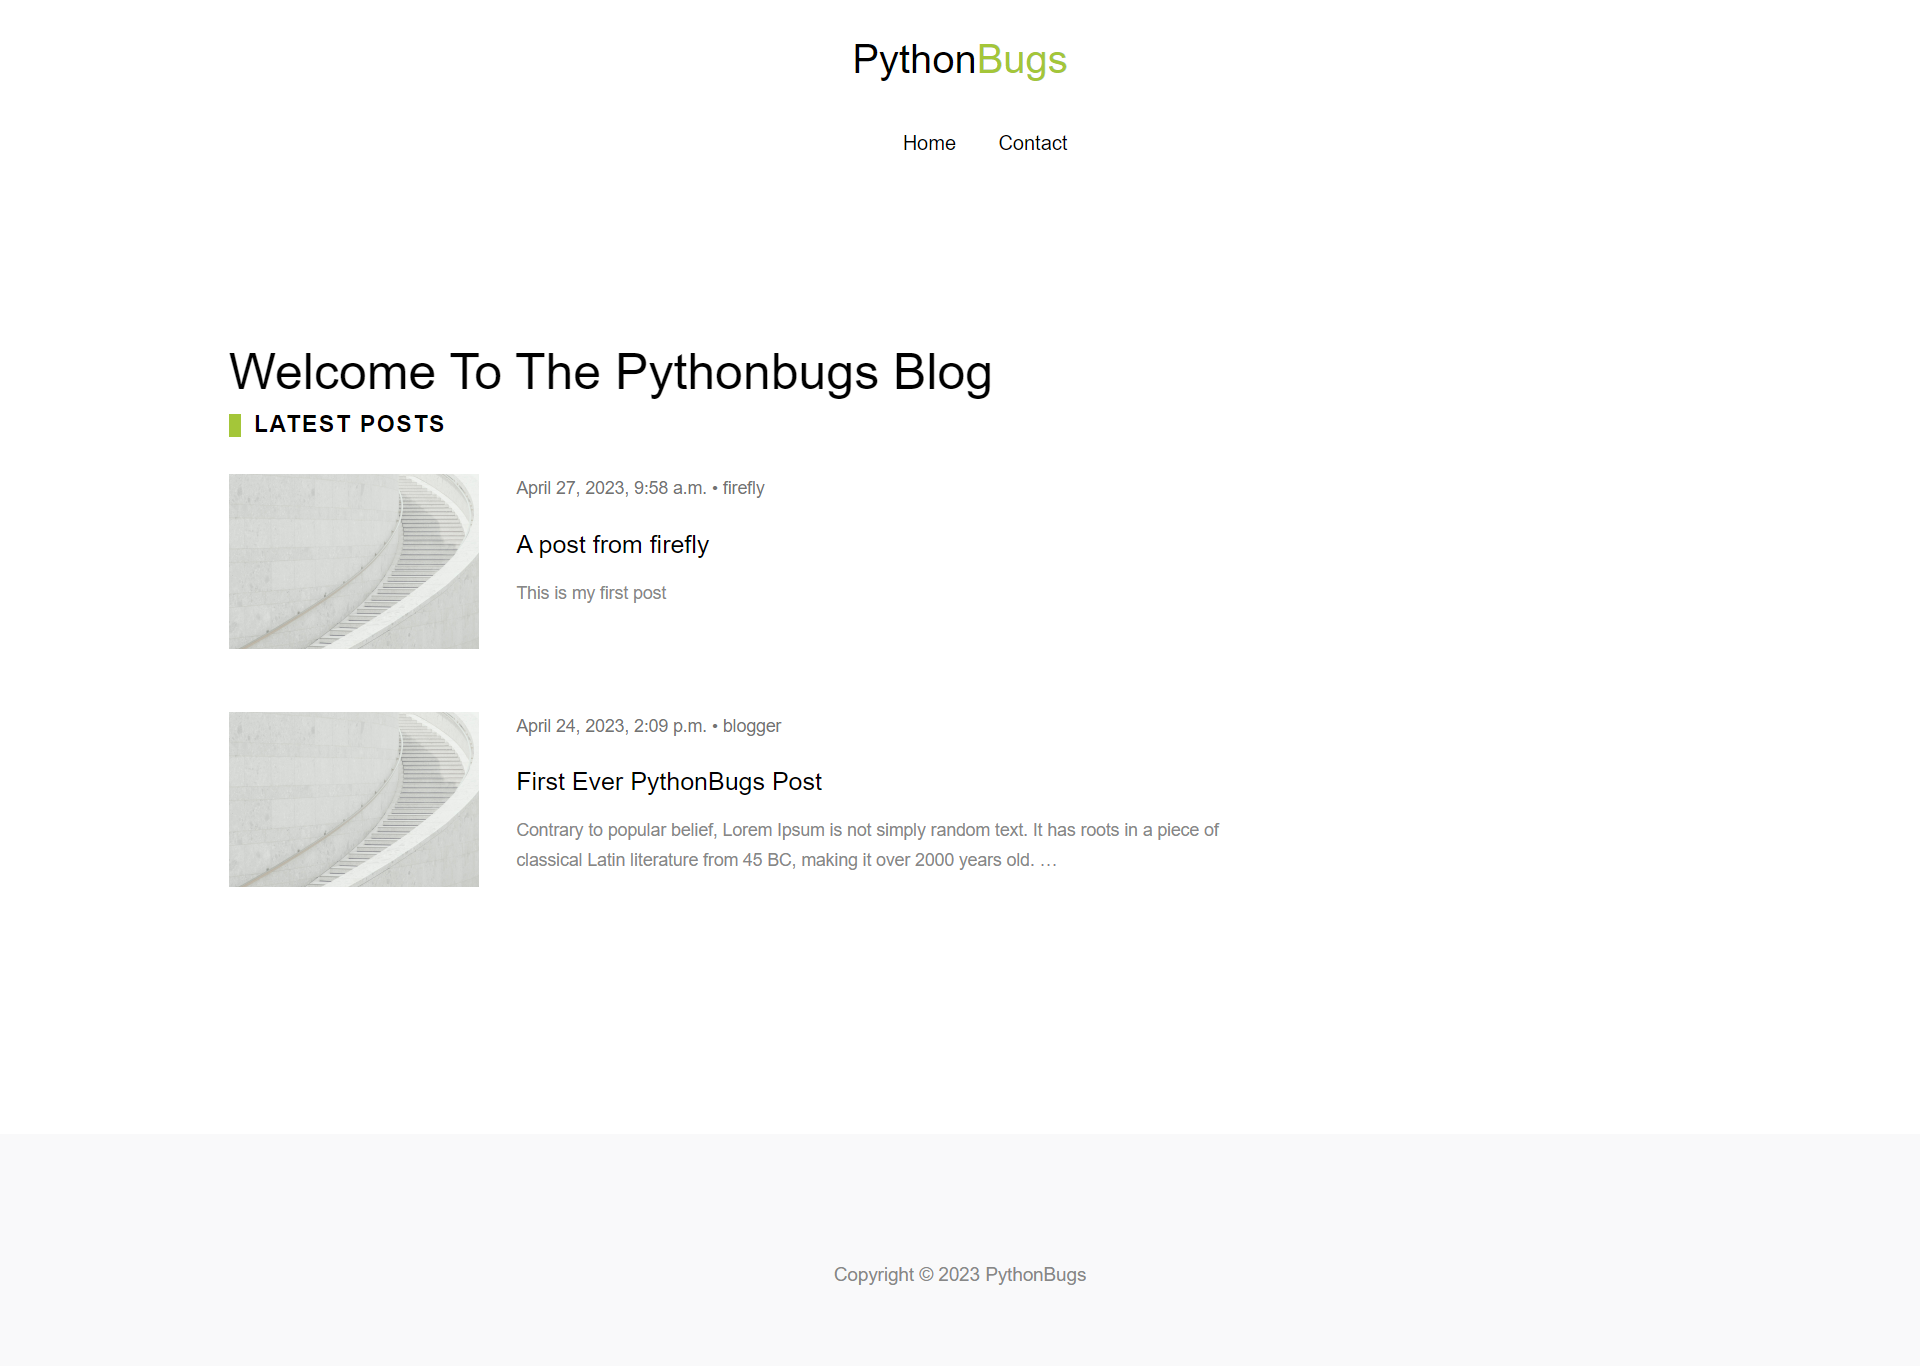 PythonBugs
Home Contact
Welcome To The Pythonbugs Blog
LATEST POSTS
April 27, 2023, 9:58 a.m. • firefly
A post from firefly
This is my first post
April 24, 2023, 2:09 p.m. • blogger
First Ever PythonBugs Post
Contrary to popular belief, Lorem Ipsum is not simply random text. It has roots in a piece of
classical Latin literature from 45 BC, making it over 2000 years old. …
Copyright © 2023 PythonBugs